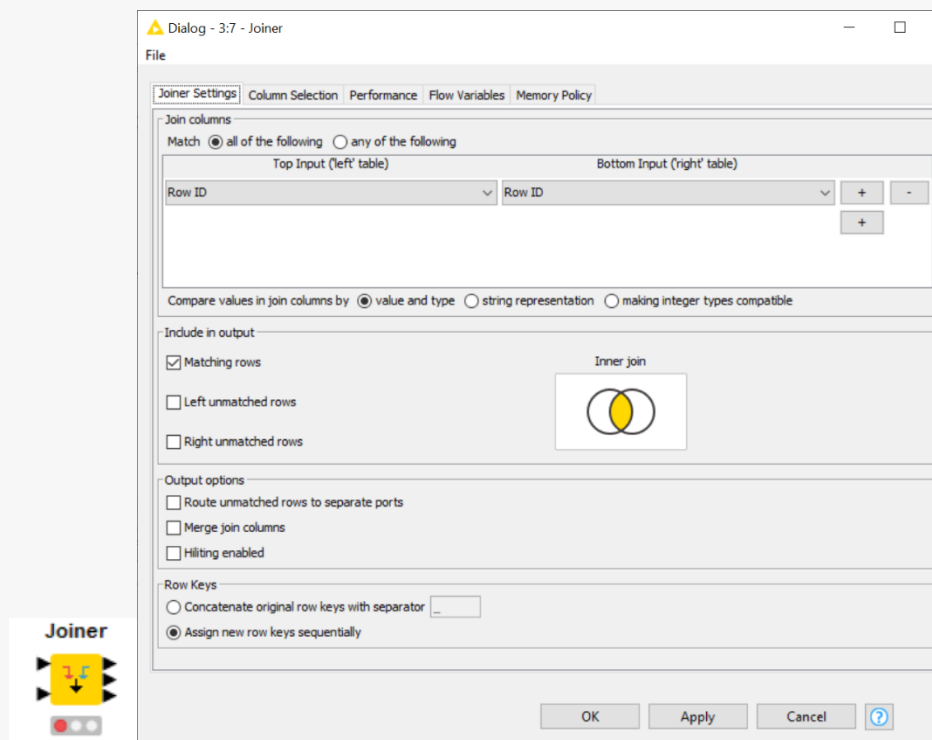 Dialog - 3:7 - Joiner
File
Joiner Settings Column Selection Performance Flow Variables Memory Policy
Join columns
Match all of the following any of the following
Top Input ('left' table) Bottom Input ('right' table)
Row ID Row ID + -
+
Compare values in join columns by value and type string representation making integer types compatible
Include in output
Matching rows Inner join
Left unmatched rows
Right unmatched rows
Output options
Route unmatched rows to separate ports
Merge join columns
Hiliting enabled
Row Keys
Concatenate original row keys with separator _
Assign new row keys sequentially
Joiner
OK Apply Cancel ?